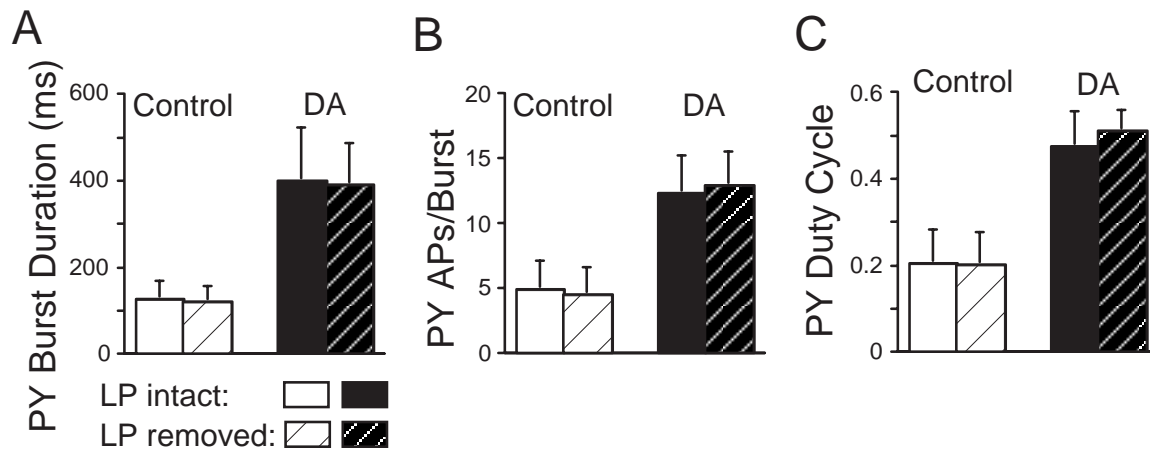 A
PY Burst Duration (ms)
600
400
200
0
Control
DA
LP intact:
LP removed:
B
PY APs/Burst
20
15
10
5
0
Control
DA
C
PY Duty Cycle
0.6
0.4
0.2
0
Control
DA